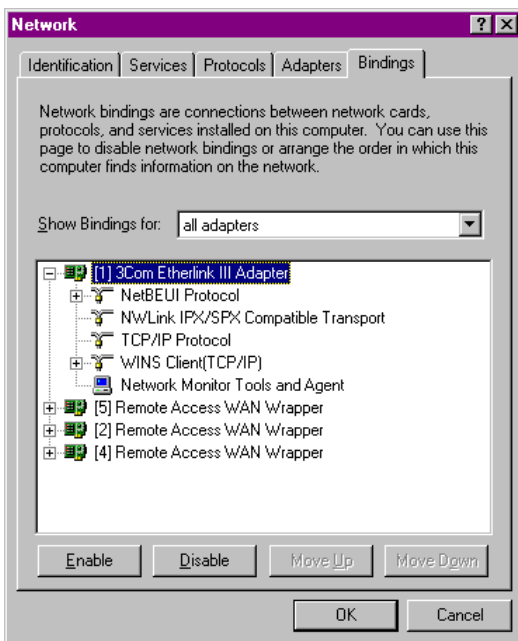 Network
Identification Services Protocols Adapters Bindings
Network bindings are connections between network cards,
protocols, and services installed on this computer. You can use this
page to disable network bindings or arrange the order in which this
computer finds information on the network.
Show Bindings for: all adapters
[1] 3Com Etherlink III Adapter
NetBEUI Protocol
NWLink IPX/SPX Compatible Transport
TCP/IP Protocol
WINS Client(TCP/IP)
Network Monitor Tools and Agent
[5] Remote Access WAN Wrapper
[2] Remote Access WAN Wrapper
[4] Remote Access WAN Wrapper
Enable Disable Move Up Move Down
OK Cancel